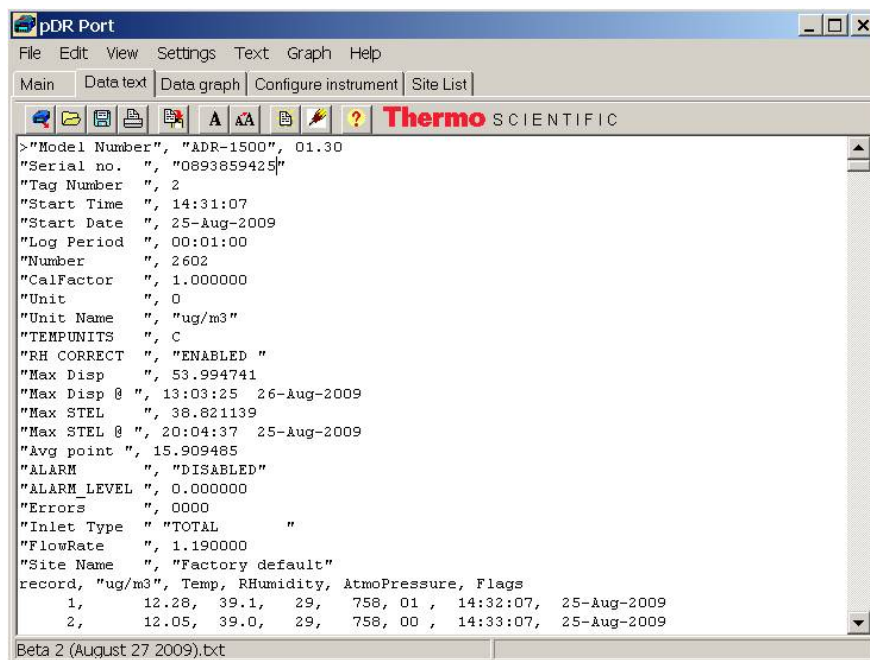 pDR Port
File Edit View Settings Text Graph Help
Main Data text Data graph Configure instrument Site List
A AA ? Thermo SCIENTIFIC
>"Model Number", "ADR-1500", 01.30
"Serial no.  ", "0893859425"
"Tag Number  ", 2
"Start Time  ", 14:31:07
"Start Date  ", 25-Aug-2009
"Log Period  ", 00:01:00
"Number      ", 2602
"CalFactor   ", 1.000000
"Unit        ", 0
"Unit Name   ", "ug/m3"
"TEMPUNITS   ", C
"RH CORRECT  ", "ENABLED "
"Max Disp    ", 53.994741
"Max Disp @ ", 13:03:25  26-Aug-2009
"Max STEL    ", 38.821139
"Max STEL @ ", 20:04:37  25-Aug-2009
"Avg point ", 15.909485
"ALARM       ", "DISABLED"
"ALARM_LEVEL ", 0.000000
"Errors      ", 0000
"Inlet Type  " "TOTAL       "
"FlowRate    ", 1.190000
"Site Name   ", "Factory default"
record, "ug/m3", Temp, RHumidity, AtmoPressure, Flags
1,       12.28,  39.1,   29,   758, 01 ,  14:32:07,  25-Aug-2009
2,       12.05,  39.0,   29,   758, 00 ,  14:33:07,  25-Aug-2009
Beta 2 (August 27 2009).txt